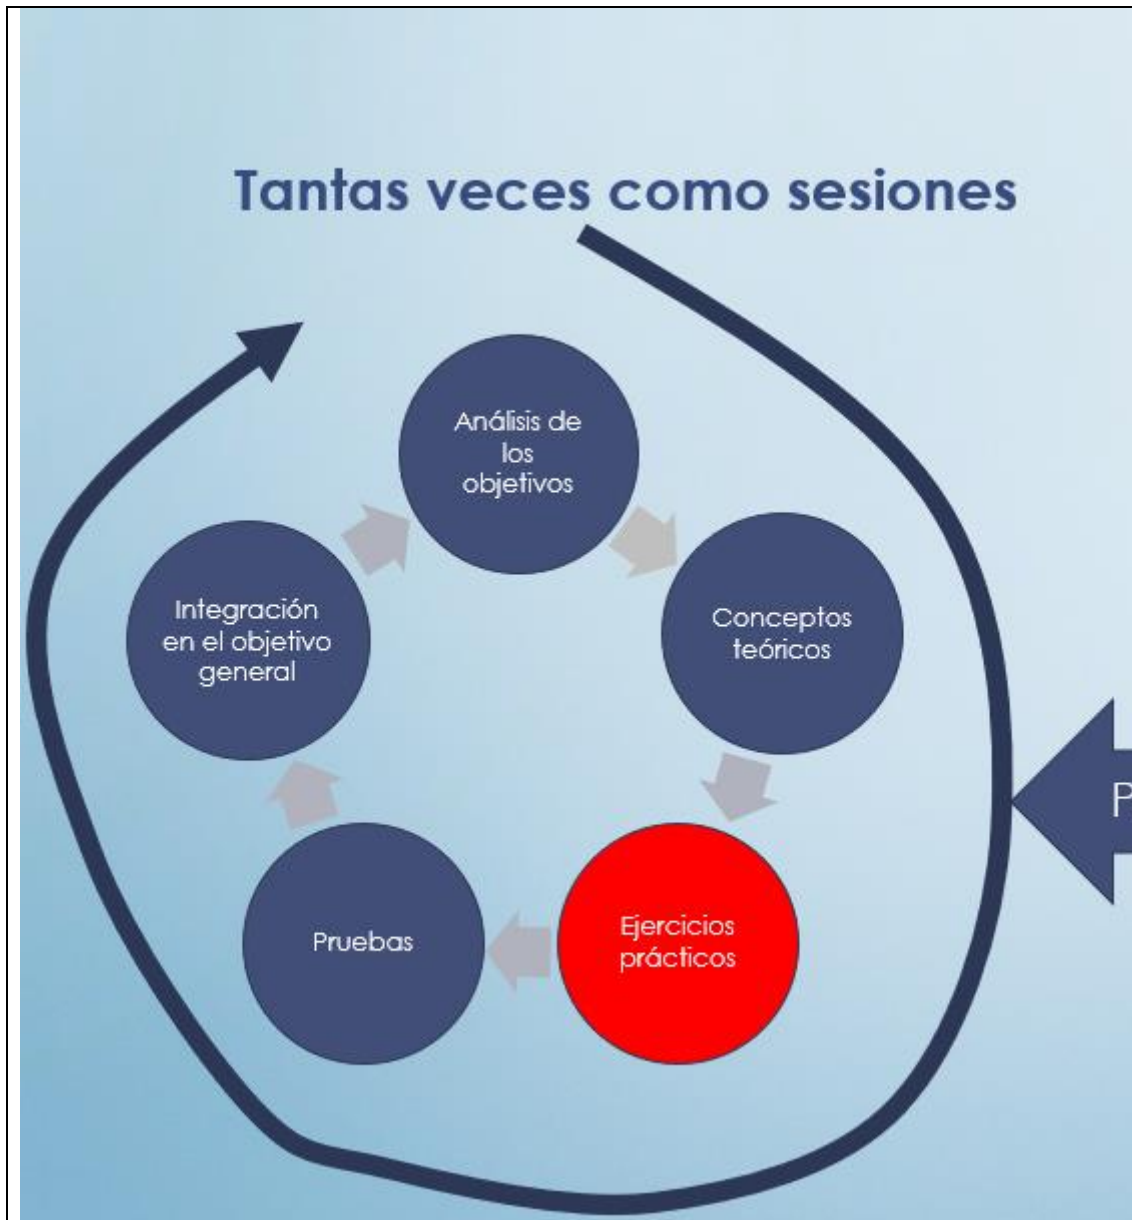 Tantas veces como sesiones
Análisis de
los
objetivos
Conceptos
teóricos
Ejercicios
prácticos
Pruebas
Integración
en el objetivo
general
P